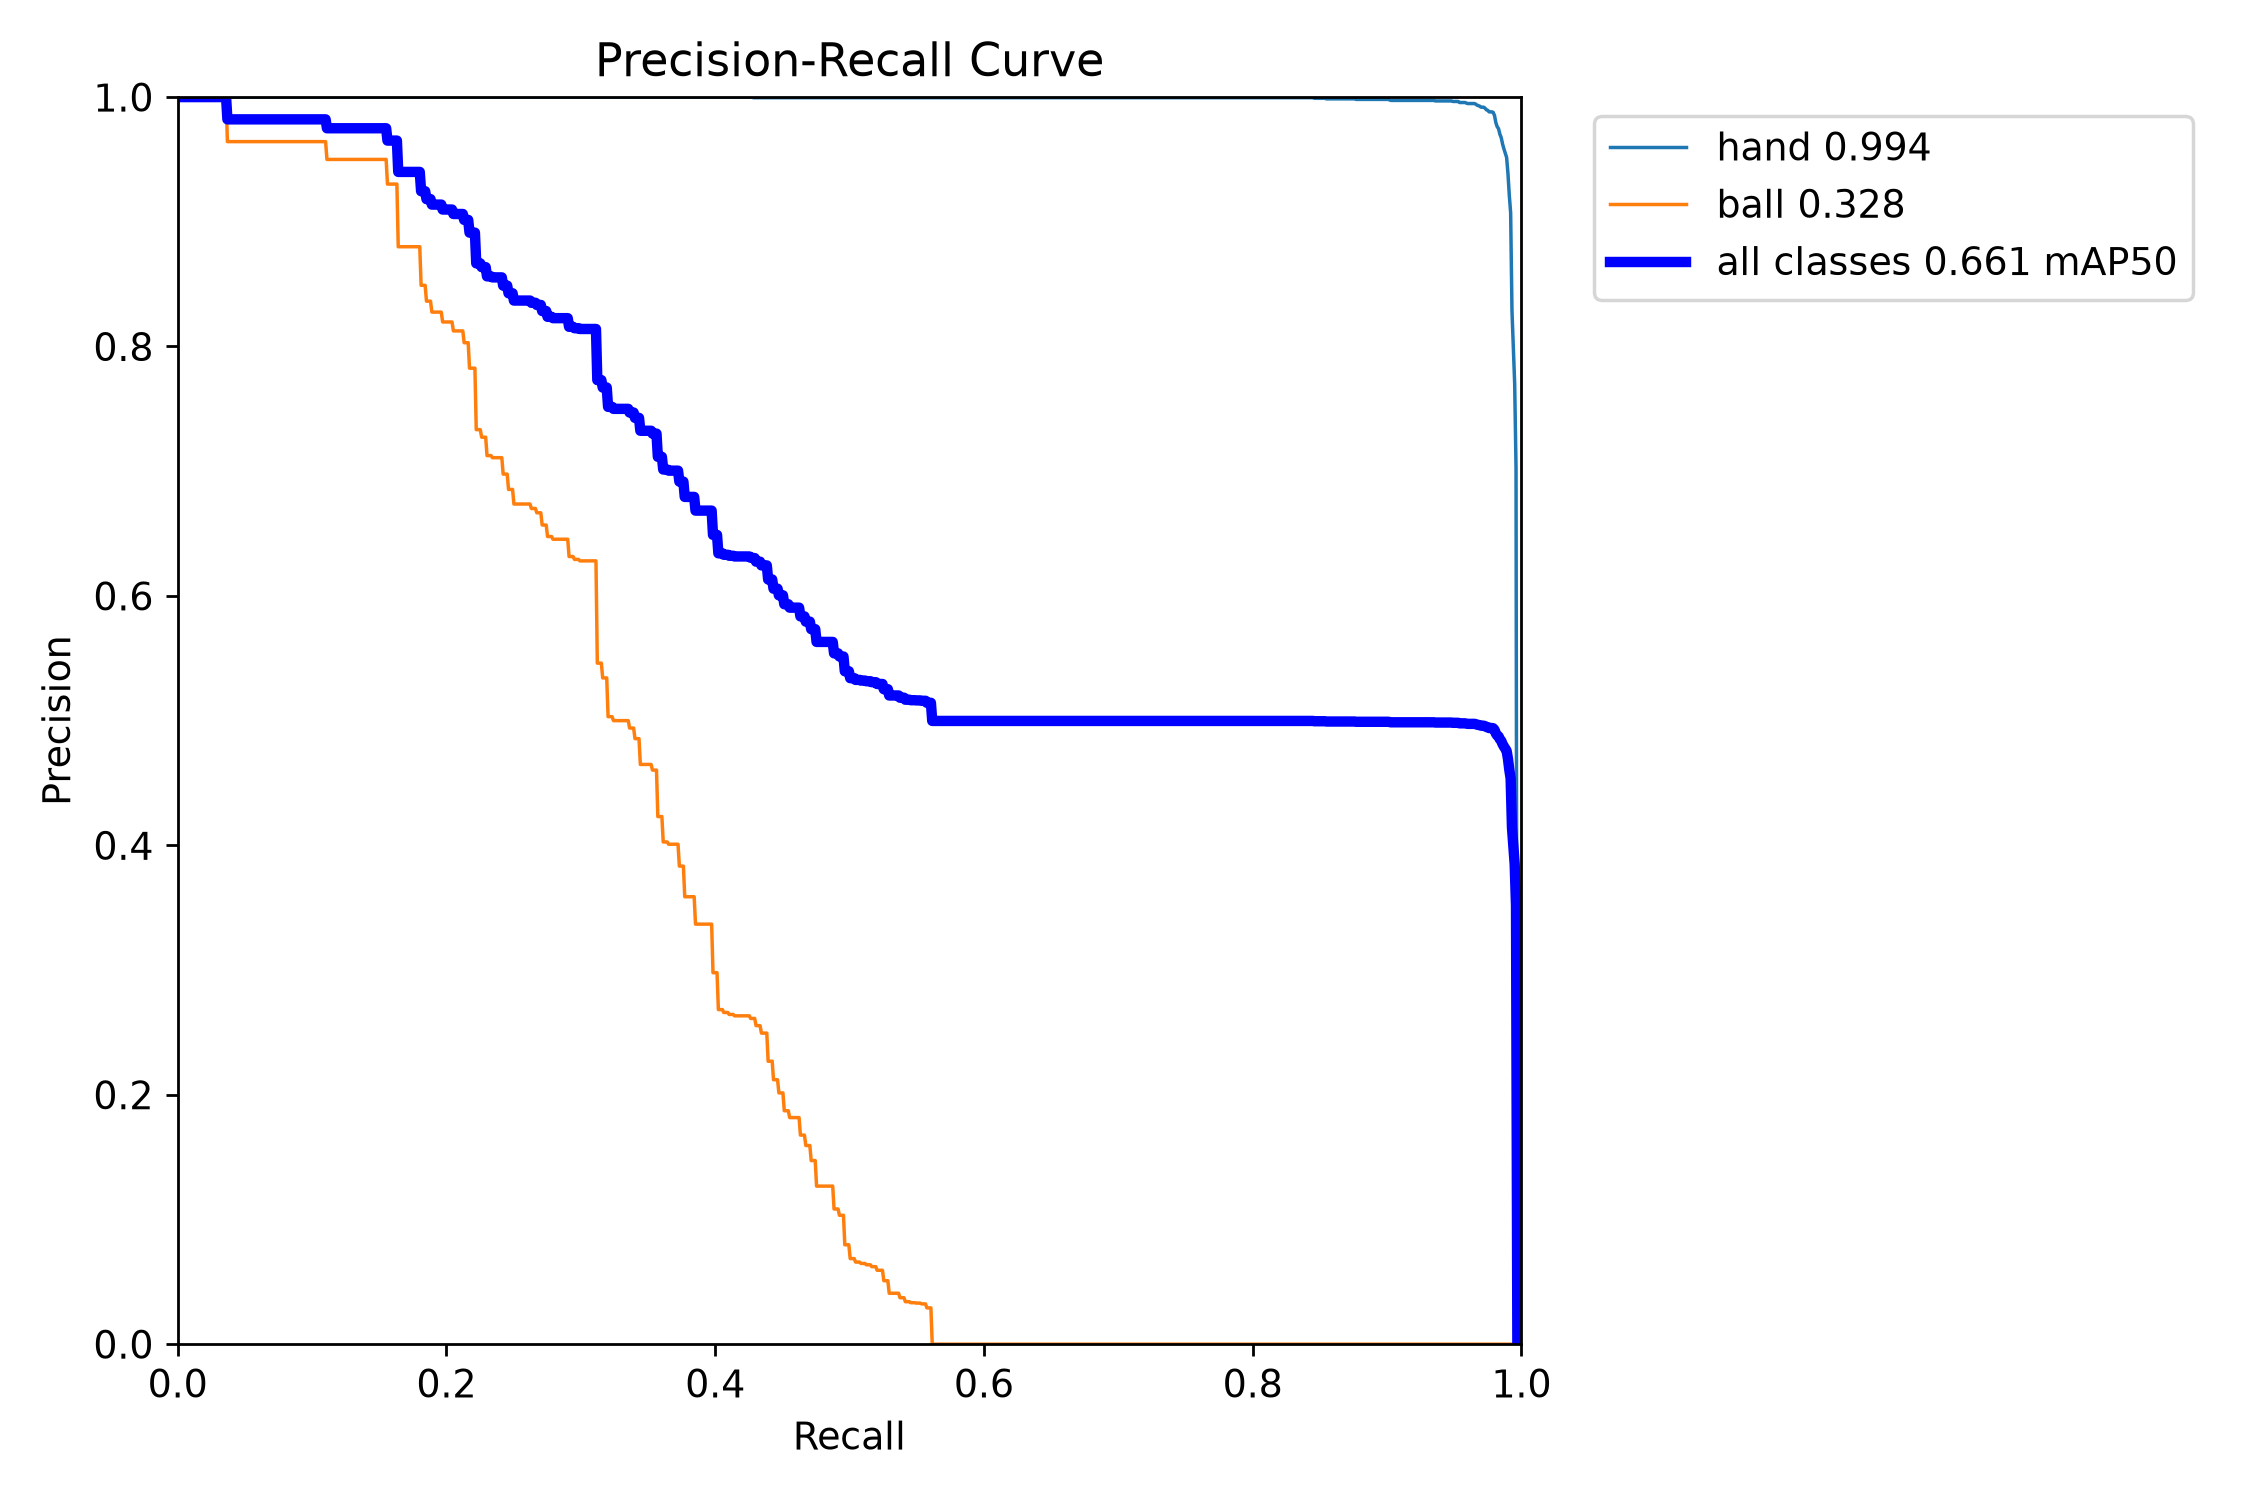 Precision-Recall Curve
1.0
0.8
0.6
0.4
0.2
0.0
Precision
0.0 0.2 0.4 0.6 0.8 1.0
Recall
hand 0.994
ball 0.328
all classes 0.661 mAP50